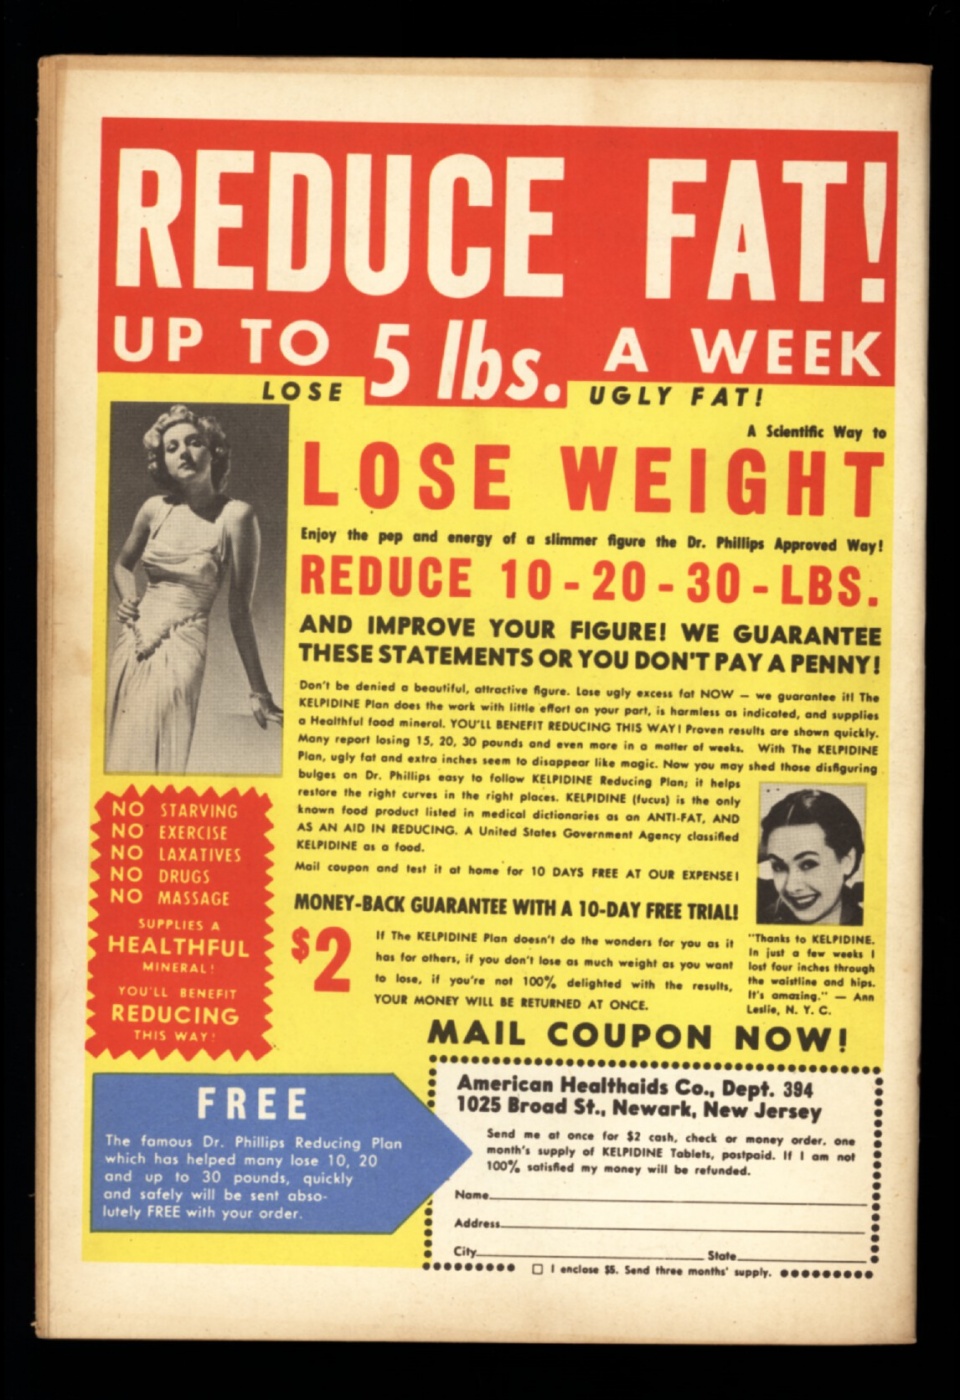 REDUCE FAT!
UP TO 5 lbs. A WEEK
LOSE UGLY FAT!
A Scientific Way to
LOSE WEIGHT
Enjoy the pep and energy of a slimmer figure the Dr. Phillips Approved Way!
REDUCE 10-20-30-LBS.
AND IMPROVE YOUR FIGURE! WE GUARANTEE
THESE STATEMENTS OR YOU DON'T PAY A PENNY!
Don't be denied a beautiful, attractive figure. Lose ugly excess fat NOW — we guarantee it! The
KELPIDINE Plan does the work with little effort on your part, is harmless as indicated, and supplies
a Healthful food mineral. YOU'LL BENEFIT REDUCING THIS WAY! Proven results are shown quickly.
Many report losing 15, 20, 30 pounds and even more in a matter of weeks. With The KELPIDINE
Plan, ugly fat and extra inches seem to disappear like magic. Now you may shed those disfiguring
bulges on Dr. Phillips easy to follow KELPIDINE Reducing Plan; it helps
restore the right curves in the right places. KELPIDINE (fucus) is the only
known food product listed in medical dictionaries as an ANTI-FAT, AND
AS AN AID IN REDUCING. A United States Government Agency classified
KELPIDINE as a food.
Mail coupon and test it at home for 10 DAYS FREE AT OUR EXPENSE!
MONEY-BACK GUARANTEE WITH A 10-DAY FREE TRIAL!
$2
If The KELPIDINE Plan doesn't do the wonders for you as it
has for others, if you don't lose as much weight as you want
to lose, if you're not 100% delighted with the results,
YOUR MONEY WILL BE RETURNED AT ONCE.
"Thanks to KELPIDINE.
In just a few weeks I
lost four inches through
the waistline and hips.
It's amazing." — Ann
Leslie, N. Y. C.
NO STARVING
NO EXERCISE
NO LAXATIVES
NO DRUGS
NO MASSAGE
SUPPLIES A
HEALTHFUL
MINERAL!
YOU'LL BENEFIT
REDUCING
THIS WAY!
MAIL COUPON NOW!
FREE
The famous Dr. Phillips Reducing Plan
which has helped many lose 10, 20
and up to 30 pounds, quickly
and safely will be sent abso-
lutely FREE with your order.
American Healthaids Co., Dept. 394
1025 Broad St., Newark, New Jersey
Send me at once for $2 cash, check or money order, one
month's supply of KELPIDINE Tablets, postpaid. If I am not
100% satisfied my money will be refunded.
Name
Address
City State
I enclose $5. Send three months' supply.